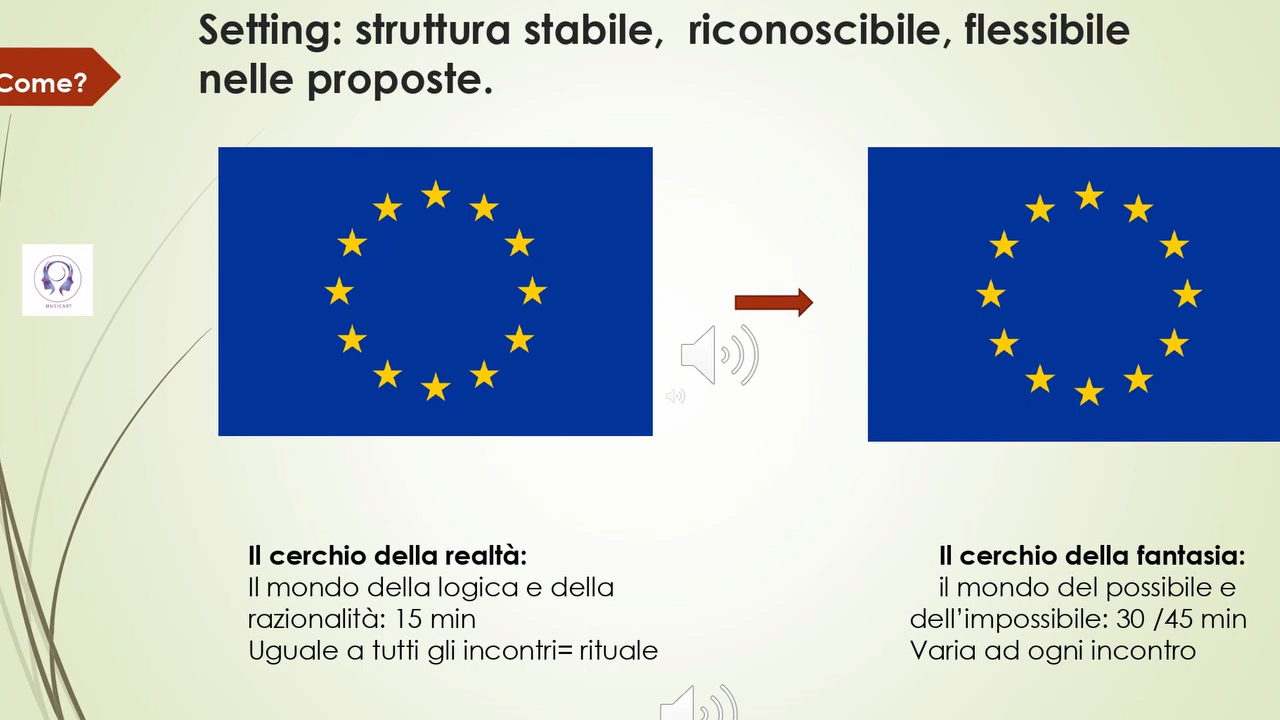 Setting: struttura stabile,  riconoscibile, flessibile
nelle proposte.
Come?
MUSICART
Il cerchio della realtà:
Il mondo della logica e della
razionalità: 15 min
Uguale a tutti gli incontri= rituale
Il cerchio della fantasia:
il mondo del possibile e
dell’impossibile: 30 /45 min
Varia ad ogni incontro